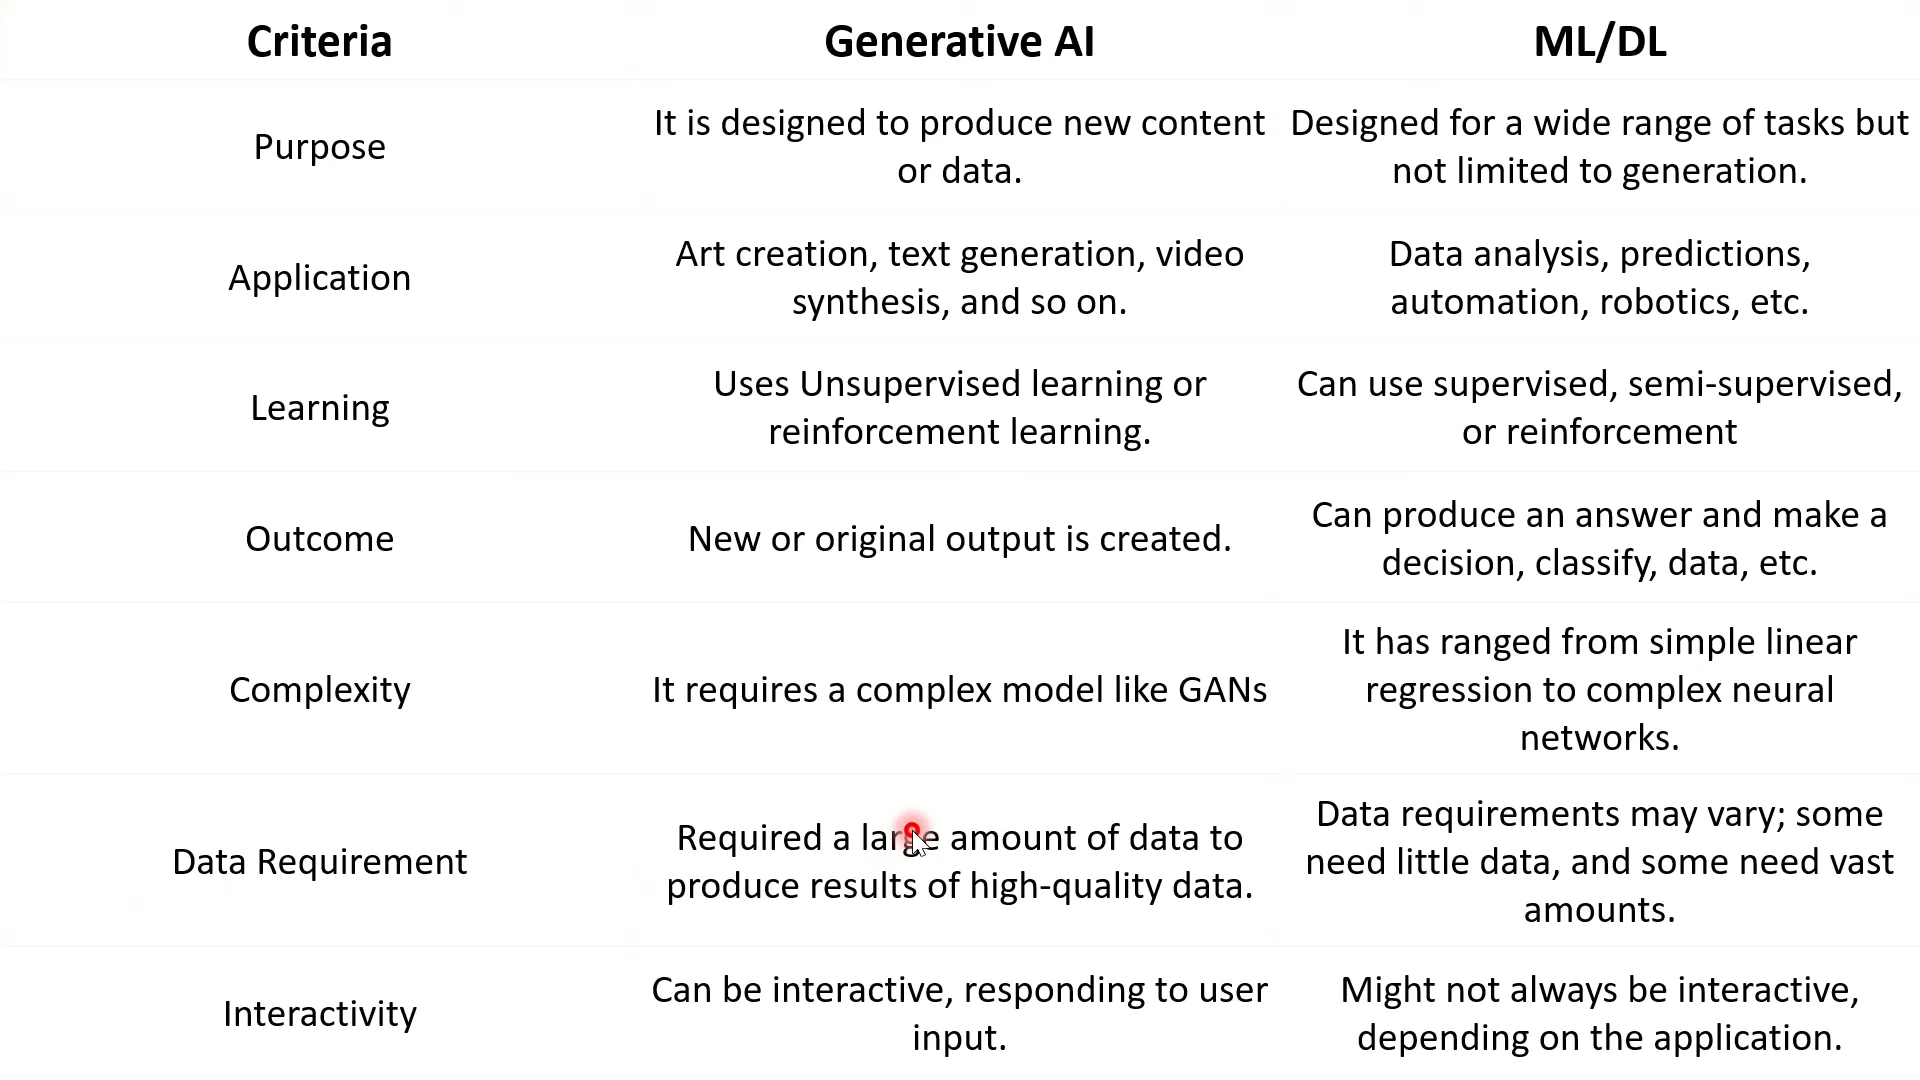 Criteria Generative AI ML/DL
Purpose
It is designed to produce new content
or data.
Designed for a wide range of tasks but
not limited to generation.
Application
Art creation, text generation, video
synthesis, and so on.
Data analysis, predictions,
automation, robotics, etc.
Learning
Uses Unsupervised learning or
reinforcement learning.
Can use supervised, semi-supervised,
or reinforcement
Outcome
New or original output is created.
Can produce an answer and make a
decision, classify, data, etc.
Complexity
It requires a complex model like GANs
It has ranged from simple linear
regression to complex neural
networks.
Data Requirement
Required a large amount of data to
produce results of high-quality data.
Data requirements may vary; some
need little data, and some need vast
amounts.
Interactivity
Can be interactive, responding to user
input.
Might not always be interactive,
depending on the application.